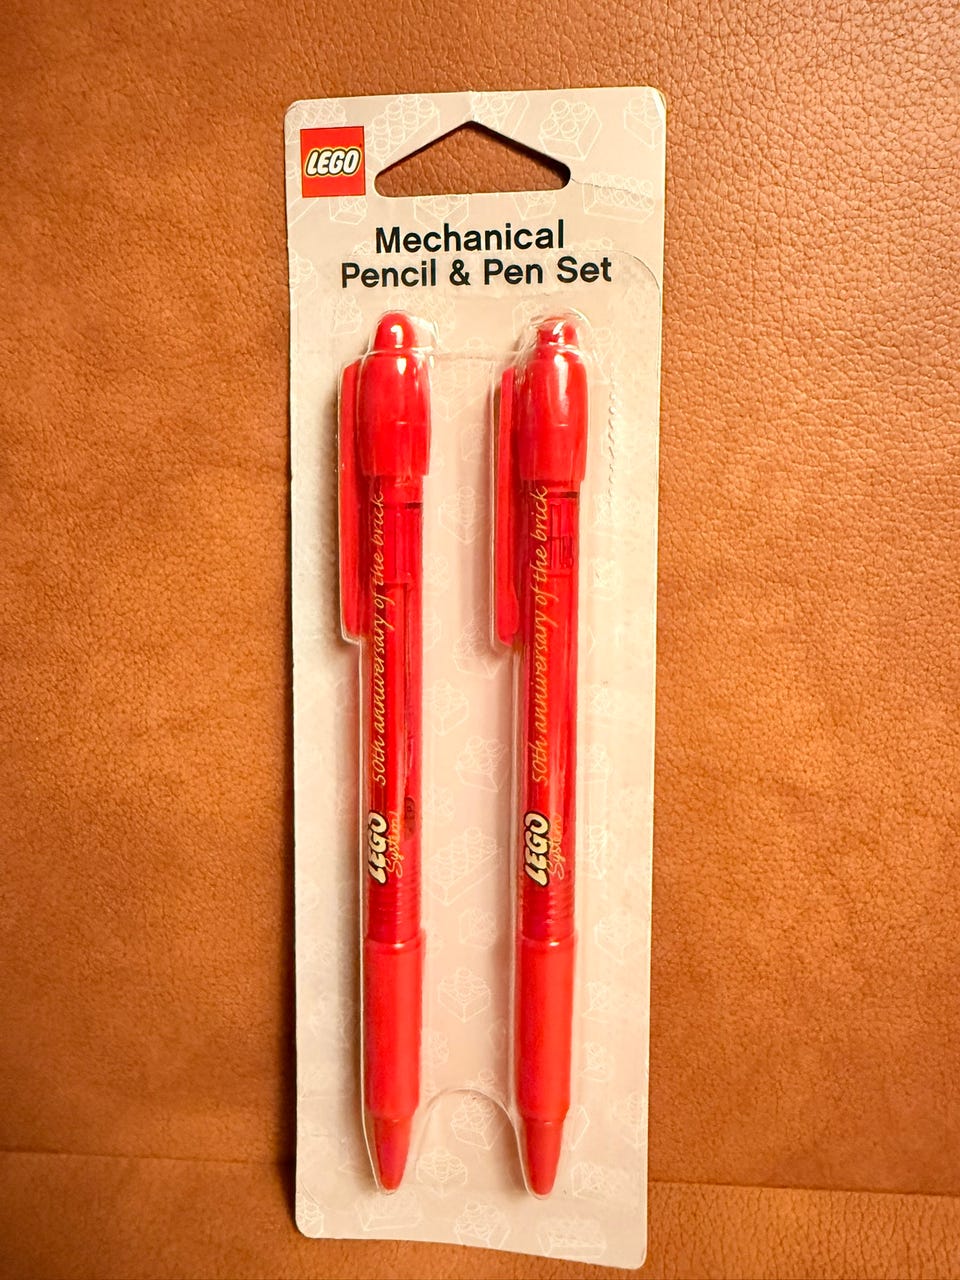 LEGO
Mechanical
Pencil & Pen Set
50th anniversary of the brick
LEGO
System
50th anniversary of the brick
LEGO
System